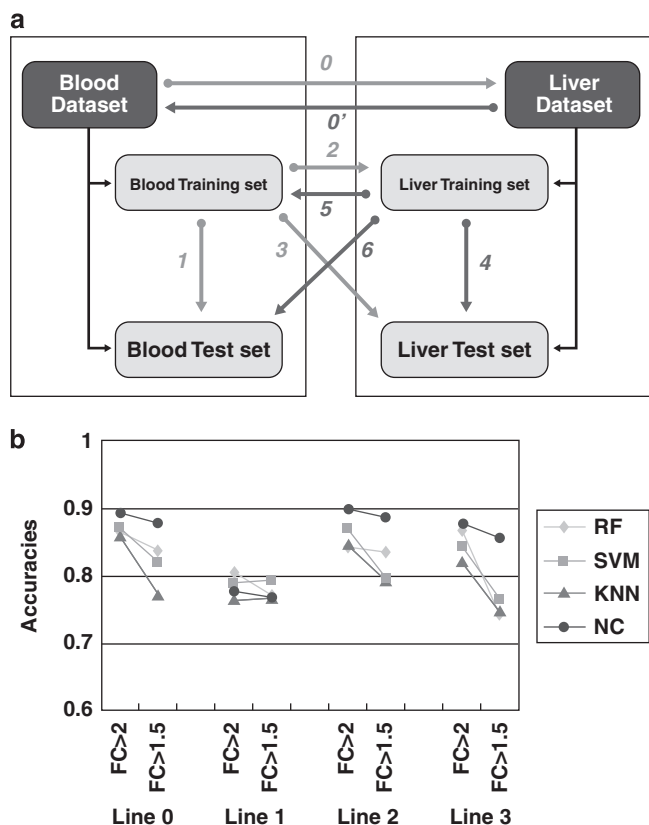 a
0
Blood
Dataset
Liver
Dataset
0'
2
Blood Training set
Liver Training set
5
1
3
6
4
Blood Test set
Liver Test set
b
1
0.9
0.8
0.7
0.6
Accuracies
RF
SVM
KNN
NC
FC>2
FC>1.5
FC>2
FC>1.5
FC>2
FC>1.5
FC>2
FC>1.5
Line 0
Line 1
Line 2
Line 3